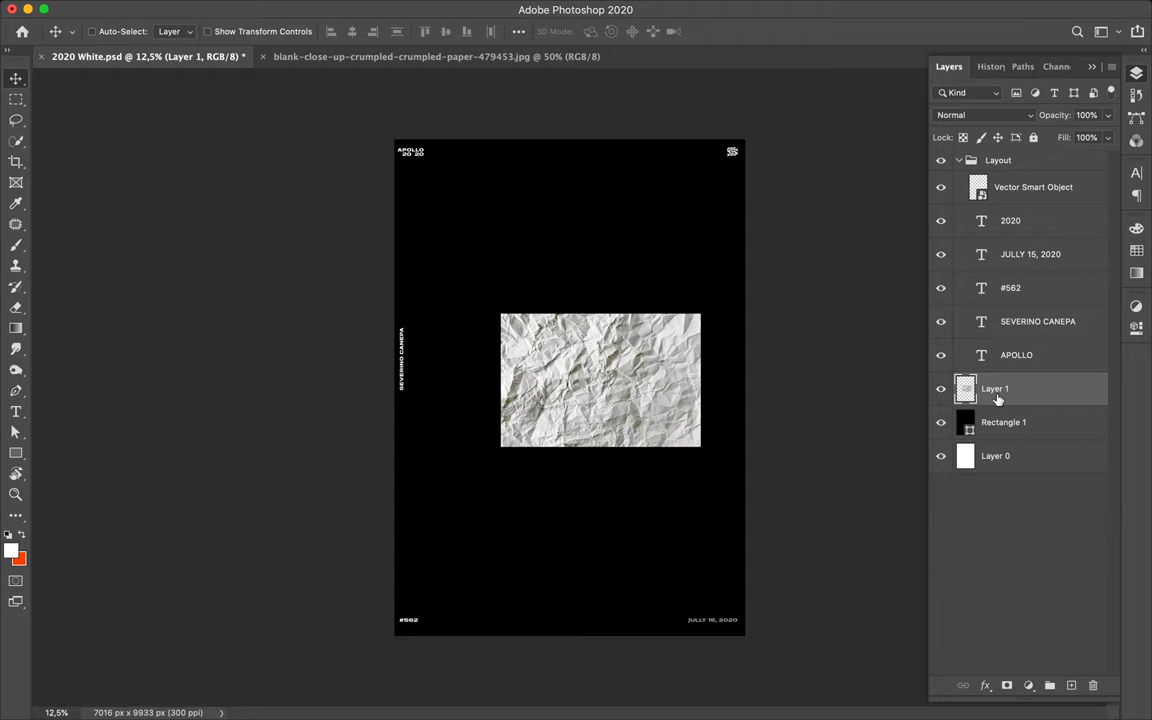 Adobe Photoshop 2020
Auto-Select: Layer Show Transform Controls ••• 3D Mode:
2020 White.psd @ 12,5% (Layer 1, RGB/8) *
blank-close-up-crumpled-crumpled-paper-479453.jpg @ 50% (RGB/8)
Layers History Paths Chann
Kind
Normal Opacity: 100%
Lock: Fill: 100%
Layout
Vector Smart Object
2020
JULLY 15, 2020
#562
SEVERINO CANEPA
APOLLO
Layer 1
Rectangle 1
Layer 0
APOLLO
20 20
SEVERINO CANEPA
#562
JULLY 15, 2020
12,5% 7016 px x 9933 px (300 ppi)